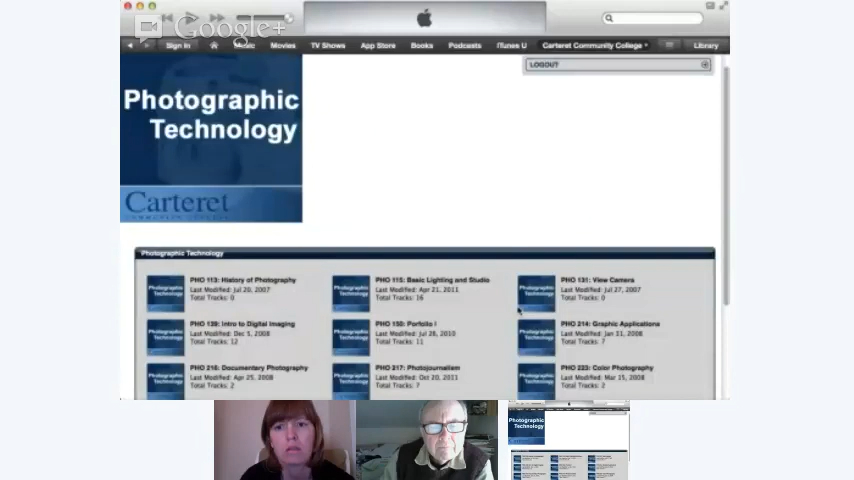 Google+
Sign In Music Movies TV Shows App Store Books Podcasts iTunes U Carteret Community College Library
LOGOUT
Photographic
Technology
Carteret
Photographic Technology
PHO 113: History of Photography
Last Modified: Jul 20, 2007
Total Tracks: 0
PHO 115: Basic Lighting and Studio
Last Modified: Apr 21, 2011
Total Tracks: 16
PHO 131: View Camera
Last Modified: Jul 27, 2007
Total Tracks: 0
PHO 139: Intro to Digital Imaging
Last Modified: Dec 5, 2008
Total Tracks: 12
PHO 150: Porfolio I
Last Modified: Jul 28, 2010
Total Tracks: 11
PHO 214: Graphic Applications
Last Modified: Jan 31, 2008
Total Tracks: 7
PHO 216: Documentary Photography
Last Modified: Apr 25, 2008
Total Tracks: 2
PHO 217: Photojournalism
Last Modified: Oct 20, 2011
Total Tracks: 7
PHO 223: Color Photography
Last Modified: Mar 15, 2008
Total Tracks: 2
Photographic
Technology